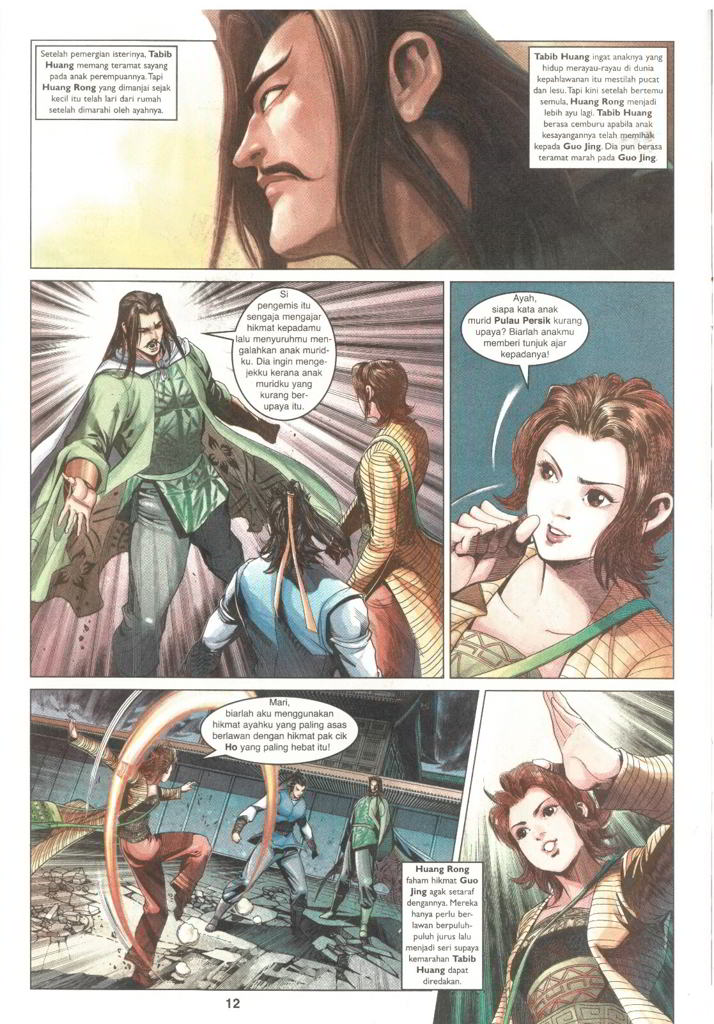 Setelah pemergian isterinya, Tabib
Huang memang teramat sayang
pada anak perempuannya. Tapi
Huang Rong yang dimanjai sejak
kecil itu telah lari dari rumah
setelah dimarahi oleh ayahnya.
Tabib Huang ingat anaknya yang
hidup merayau-rayau di dunia
kepahlawanan itu mestilah pucat
dan lesu. Tapi kini setelah bertemu
semula, Huang Rong menjadi
lebih ayu lagi. Tabib Huang
berasa cemburu apabila anak
kesayangannya telah memihak
kepada Guo Jing. Dia pun berasa
teramat marah pada Guo Jing.
Si
pengemis itu
sengaja mengajar
hikmat kepadamu
lalu menyuruhmu men-
galahkan anak murid-
ku. Dia ingin menge-
jekku kerana anak
muridku yang
kurang ber-
upaya itu.
Ayah,
siapa kata anak
murid Pulau Persik kurang
upaya? Biarlah anakmu
memberi tunjuk ajar
kepadanya!
Mari,
biarlah aku menggunakan
hikmat ayahku yang paling asas
berlawan dengan hikmat pak cik
Ho yang paling hebat itu!
Huang Rong
faham hikmat Guo
Jing agak setaraf
dengannya. Mereka
hanya perlu ber-
lawan berpuluh-
puluh jurus lalu
menjadi seri supaya
kemarahan Tabib
Huang dapat
diredakan.
12